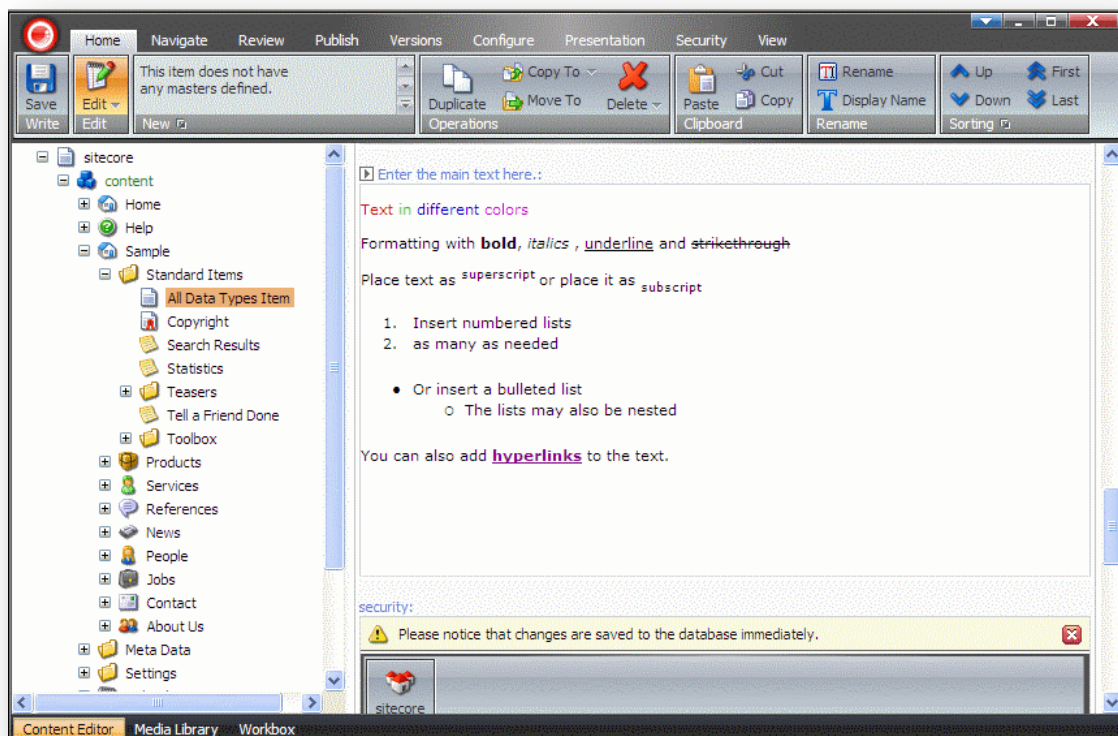 Home Navigate Review Publish Versions Configure Presentation Security View
This item does not have
any masters defined.
Save
Write
Edit
Edit
New
Duplicate
Copy To
Move To
Delete
Operations
Paste
Cut
Copy
Clipboard
Rename
Display Name
Rename
Up
First
Down
Last
Sorting
sitecore
content
Home
Help
Sample
Standard Items
All Data Types Item
Copyright
Search Results
Statistics
Teasers
Tell a Friend Done
Toolbox
Products
Services
References
News
People
Jobs
Contact
About Us
Meta Data
Settings
Enter the main text here.:
Text in different colors
Formatting with bold, italics , underline and strikethrough
Place text as superscript or place it as subscript
1. Insert numbered lists
2. as many as needed
• Or insert a bulleted list
o The lists may also be nested
You can also add hyperlinks to the text.
security:
Please notice that changes are saved to the database immediately.
sitecore
Content Editor Media Library Workbox